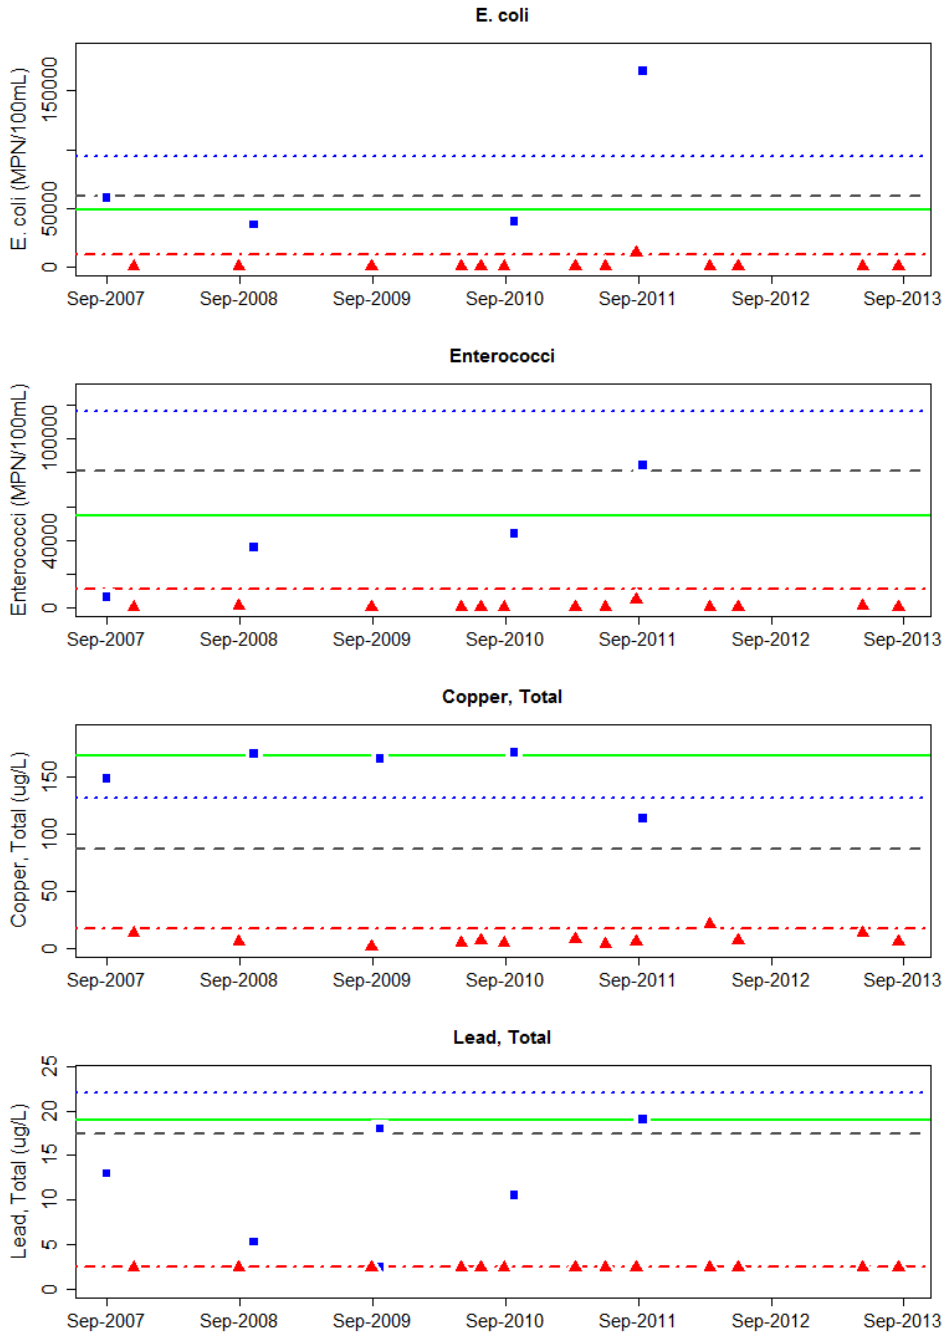 E. coli
E. coli (MPN/100mL)
0
50000
150000
Sep-2007 Sep-2008 Sep-2009 Sep-2010 Sep-2011 Sep-2012 Sep-2013
Enterococci
Enterococci (MPN/100mL)
0
40000
100000
Sep-2007 Sep-2008 Sep-2009 Sep-2010 Sep-2011 Sep-2012 Sep-2013
Copper, Total
Copper, Total (ug/L)
0
50
100
150
Sep-2007 Sep-2008 Sep-2009 Sep-2010 Sep-2011 Sep-2012 Sep-2013
Lead, Total
Lead, Total (ug/L)
0
5
10
15
20
25
Sep-2007 Sep-2008 Sep-2009 Sep-2010 Sep-2011 Sep-2012 Sep-2013